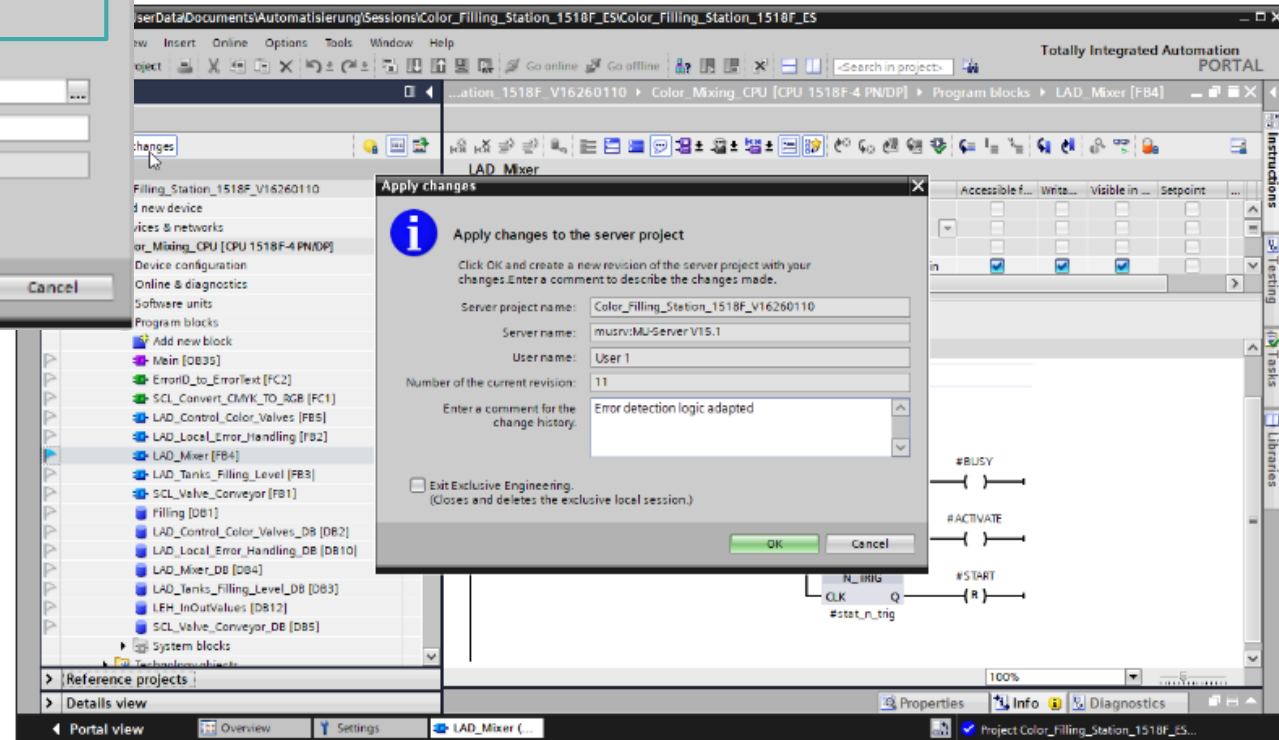 UserData\Documents\Automatisierung\Sessions\Color_Filling_Station_1518F_ES\Color_Filling_Station_1518F_ES
Insert Online Options Tools Window Help
Go online Go offline <Search in project>
Totally Integrated Automation
PORTAL
...ation_1518F_V16260110 Color_Mixing_CPU [CPU 1518F-4 PN/DP] Program blocks LAD_Mixer [FB4]
changes
LAD_Mixer
Accessible f... Writa... Visible in ... Setpoint ...
in
...
Cancel
Filling_Station_1518F_V16260110
new device
vices & networks
or_Mixing_CPU [CPU 1518F-4 PN/DP]
Device configuration
Online & diagnostics
Software units
Program blocks
Add new block
Main [OB35]
ErrorID_to_ErrorText [FC2]
SCL_Convert_CMYK_TO_RGB [FC1]
LAD_Control_Color_Valves [FB5]
LAD_Local_Error_Handling [FB2]
LAD_Mixer [FB4]
LAD_Tanks_Filling_Level [FB3]
SCL_Valve_Conveyor [FB1]
Filling [DB1]
LAD_Control_Color_Valves_DB [DB2]
LAD_Local_Error_Handling_DB [DB10]
LAD_Mixer_DB [DB4]
LAD_Tanks_Filling_Level_DB [DB3]
LEH_InOutValues [DB12]
SCL_Valve_Conveyor_DB [DB5]
System blocks
Technology objects
Reference projects
Details view
Apply changes
Apply changes to the server project
Click OK and create a new revision of the server project with your
changes.Enter a comment to describe the changes made.
Server project name: Color_Filling_Station_1518F_V16260110
Server name: musrv:MU-Server V15.1
User name: User 1
Number of the current revision: 11
Enter a comment for the Error detection logic adapted
change history.
Exit Exclusive Engineering.
(Closes and deletes the exclusive local session.)
OK Cancel
#BUSY
#ACTIVATE
N_TRIG #START
CLK Q R
#stat_n_trig
100%
Instructions
Testing
Tasks
Libraries
Properties Info Diagnostics
Portal view Overview Settings LAD_Mixer (... Project Color_Filling_Station_1518F_ES...